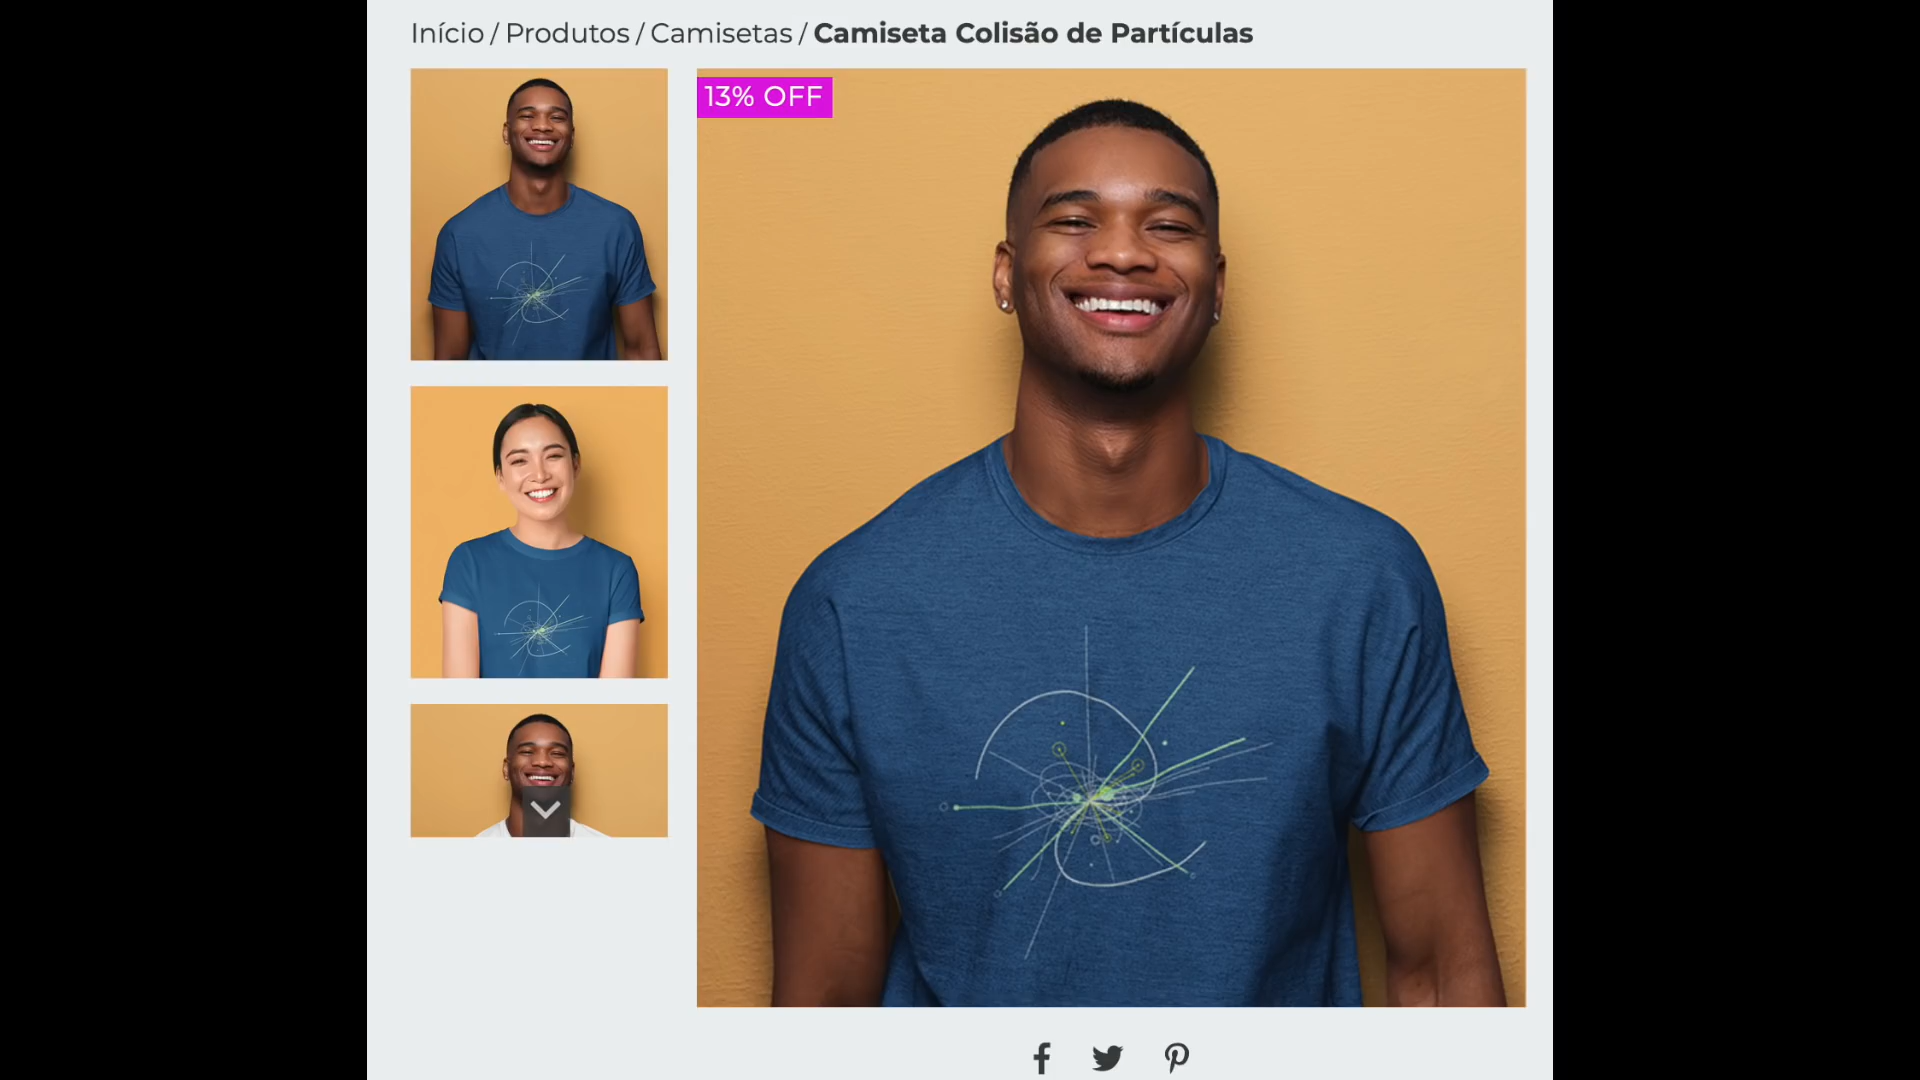 Início / Produtos / Camisetas / Camiseta Colisão de Partículas
13% OFF